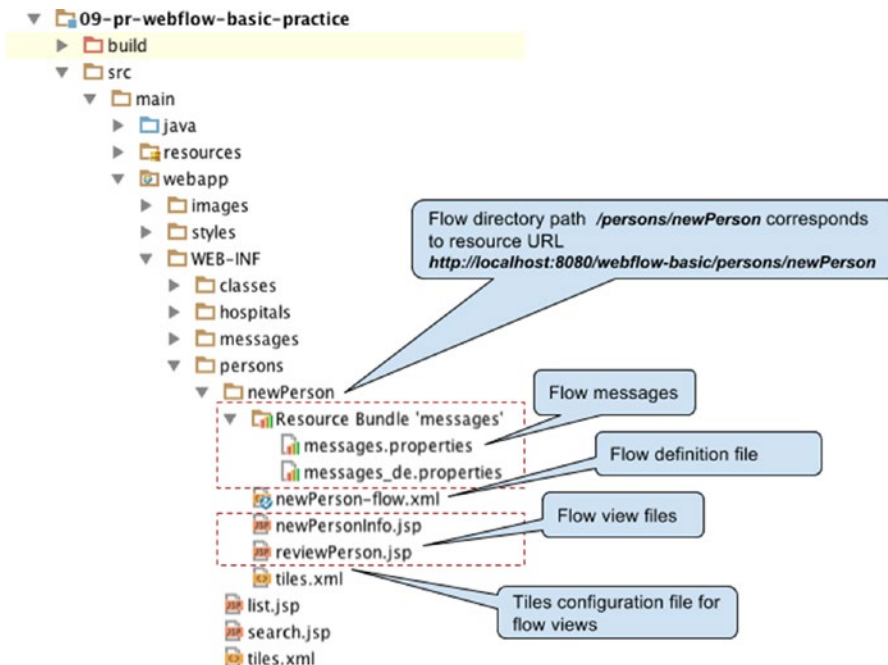 09-pr-webflow-basic-practice
build
src
main
java
resources
webapp
images
styles
WEB-INF
classes
hospitals
messages
persons
newPerson
Resource Bundle 'messages'
messages.properties
messages_de.properties
newPerson-flow.xml
newPersonInfo.jsp
reviewPerson.jsp
tiles.xml
list.jsp
search.jsp
tiles.xml
Flow directory path /persons/newPerson corresponds
to resource URL
http://localhost:8080/webflow-basic/persons/newPerson
Flow messages
Flow definition file
Flow view files
Tiles configuration file for
flow views